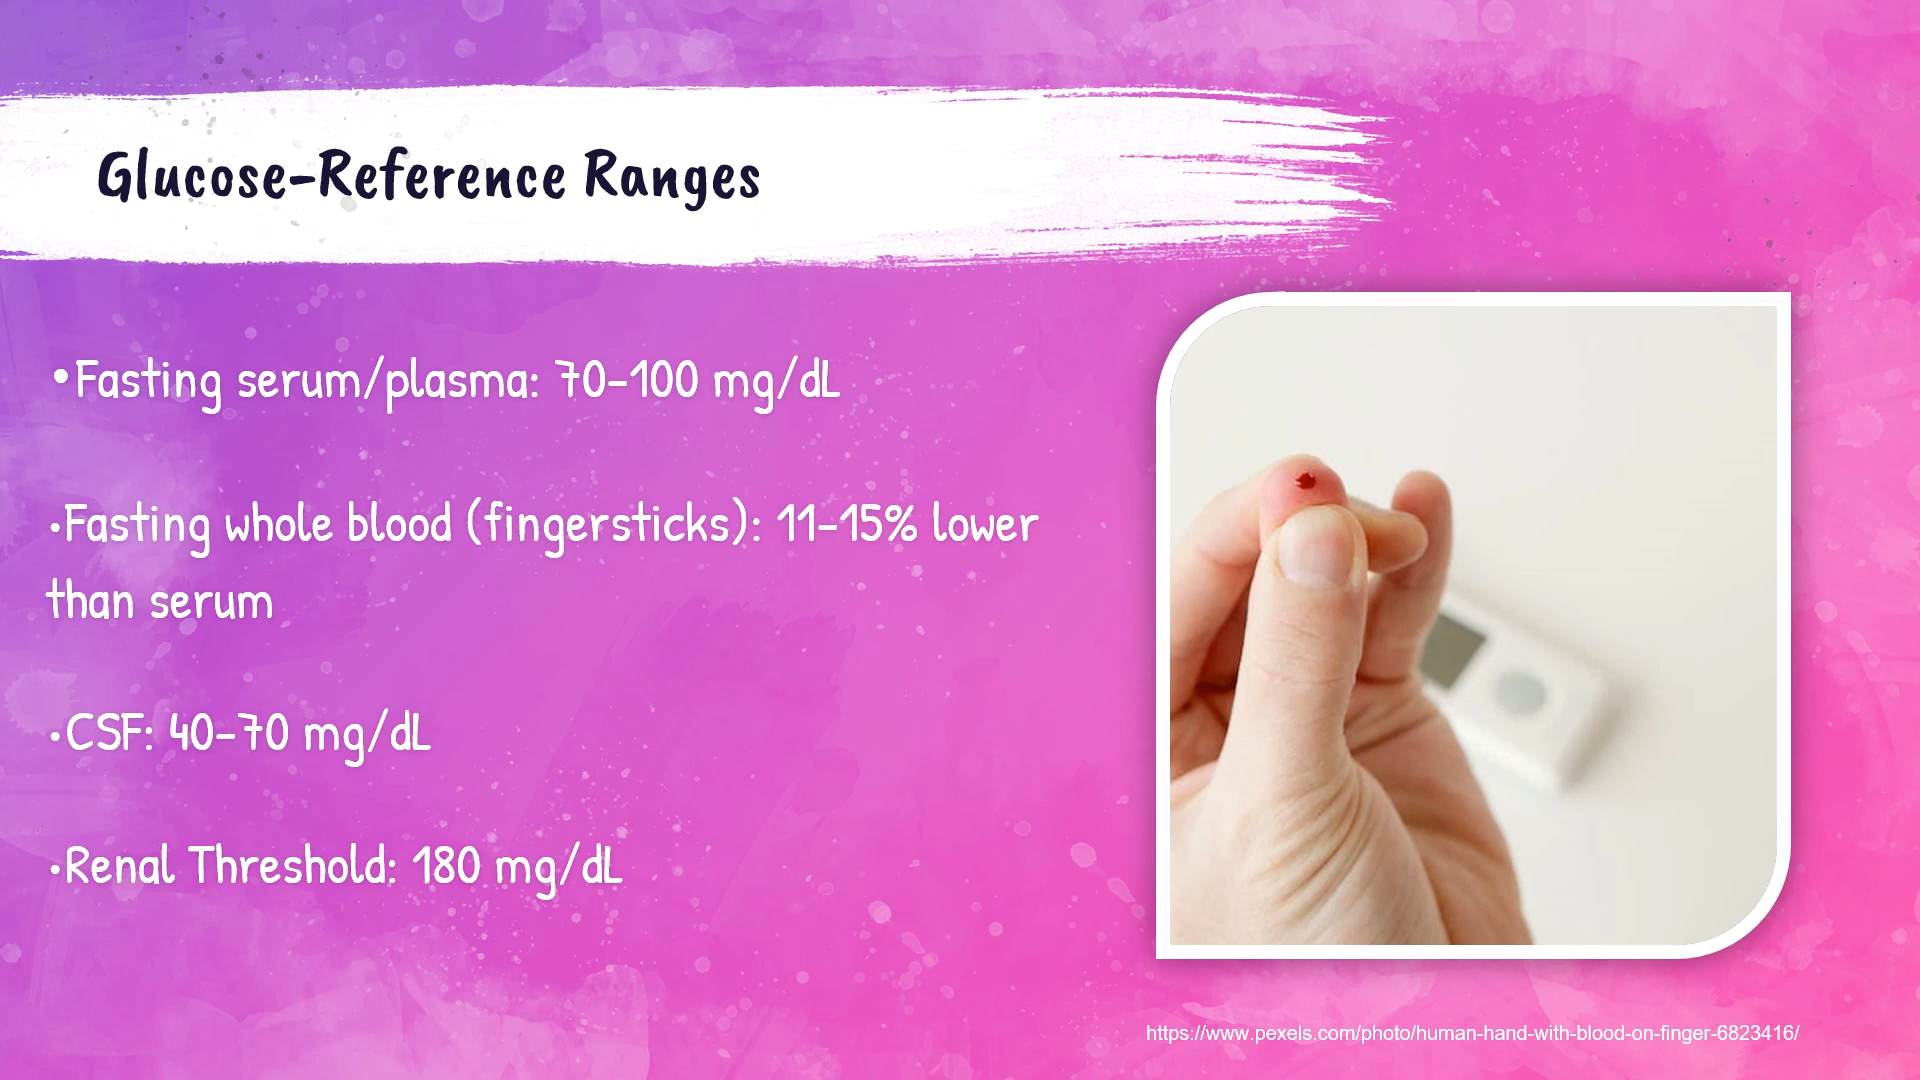 Glucose-Reference Ranges
•Fasting serum/plasma: 70-100 mg/dL
•Fasting whole blood (fingersticks): 11-15% lower
than serum
•CSF: 40-70 mg/dL
•Renal Threshold: 180 mg/dL
https://www.pexels.com/photo/human-hand-with-blood-on-finger-6823416/